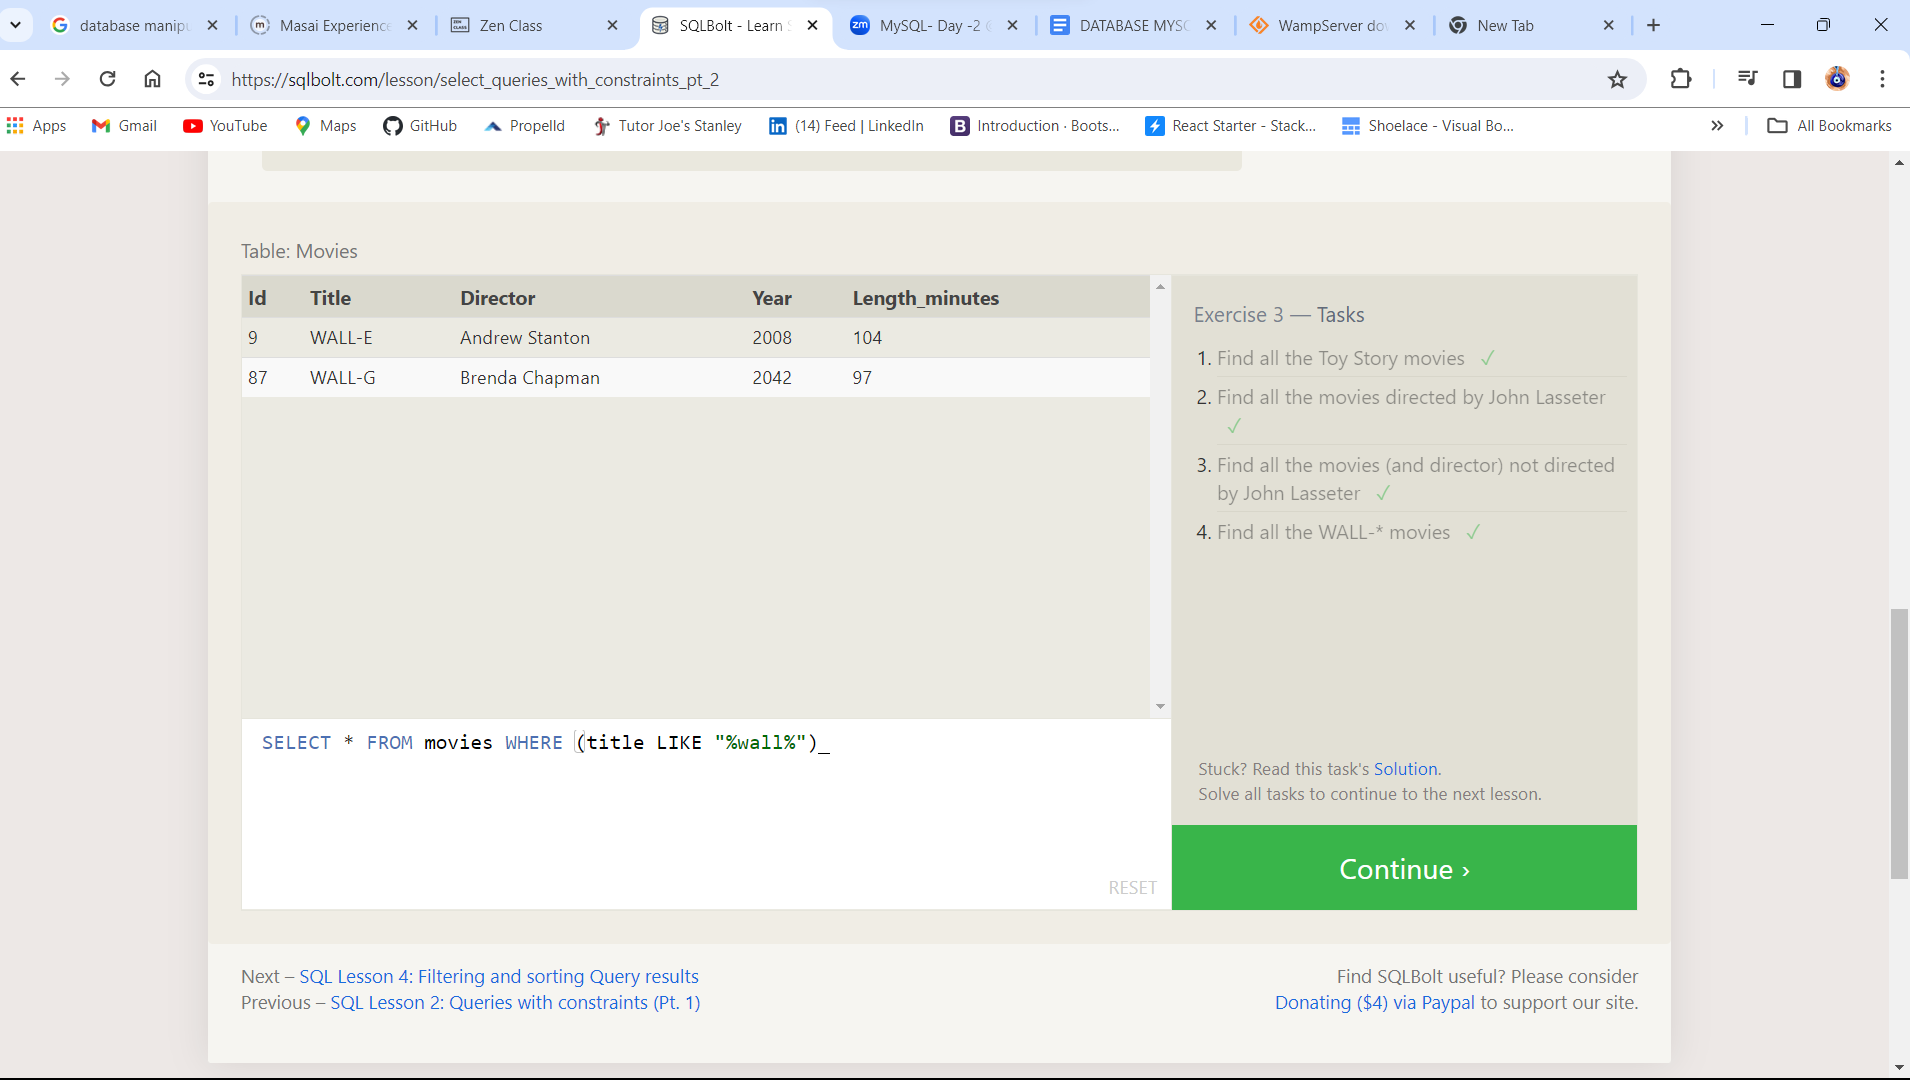 database manipu
Masai Experience
Zen Class
SQLBolt - Learn S
MySQL- Day -2
DATABASE MYSQ
WampServer dow
New Tab
https://sqlbolt.com/lesson/select_queries_with_constraints_pt_2
Apps
Gmail
YouTube
Maps
GitHub
Propelld
Tutor Joe's Stanley
(14) Feed | LinkedIn
Introduction · Boots...
React Starter - Stack...
Shoelace - Visual Bo...
All Bookmarks
Table: Movies
Id Title Director Year Length_minutes
9 WALL-E Andrew Stanton 2008 104
87 WALL-G Brenda Chapman 2042 97
Exercise 3 — Tasks
1. Find all the Toy Story movies ✓
2. Find all the movies directed by John Lasseter
✓
3. Find all the movies (and director) not directed
by John Lasseter ✓
4. Find all the WALL-* movies ✓
SELECT * FROM movies WHERE (title LIKE "%wall%")_
RESET
Stuck? Read this task's Solution.
Solve all tasks to continue to the next lesson.
Continue ›
Next – SQL Lesson 4: Filtering and sorting Query results
Previous – SQL Lesson 2: Queries with constraints (Pt. 1)
Find SQLBolt useful? Please consider
Donating ($4) via Paypal to support our site.